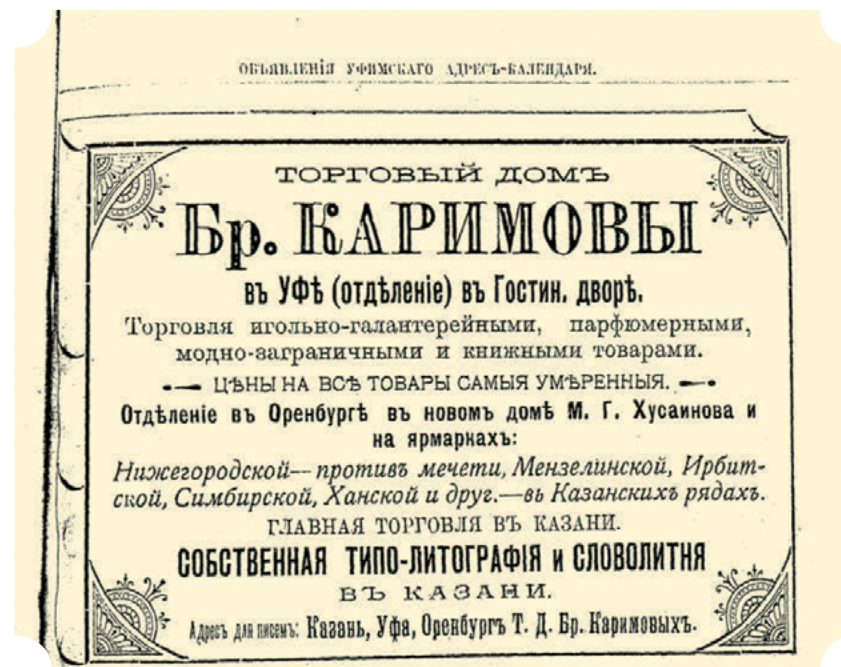 ОБЪЯВЛЕНІЯ УФИМСКАГО АДРЕСЪ-КАЛЕНДАРЯ.
ТОРГОВЫЙ ДОМЪ
Бр. КАРИМОВЫ
въ УФѢ (отдѣленіе) въ Гостин. дворѣ.
Торговля игольно-галантерейными, парфюмерными,
модно-заграничными и книжными товарами.
ЦѢНЫ НА ВСѢ ТОВАРЫ САМЫЯ УМѢРЕННЫЯ.
Отдѣленіе въ Оренбургѣ въ новомъ домѣ М. Г. Хусаинова и
на ярмаркахъ:
Нижегородской—противъ мечети, Мензелинской, Ирбит-
ской, Симбирской, Ханской и друг.—въ Казанскихъ рядахъ.
ГЛАВНАЯ ТОРГОВЛЯ ВЪ КАЗАНИ.
СОБСТВЕННАЯ ТИПО-ЛИТОГРАФІЯ и СЛОВОЛИТНЯ
ВЪ КАЗАНИ.
Адресъ для писемъ: Казань, Уфа, Оренбургъ Т. Д. Бр. Каримовыхъ.